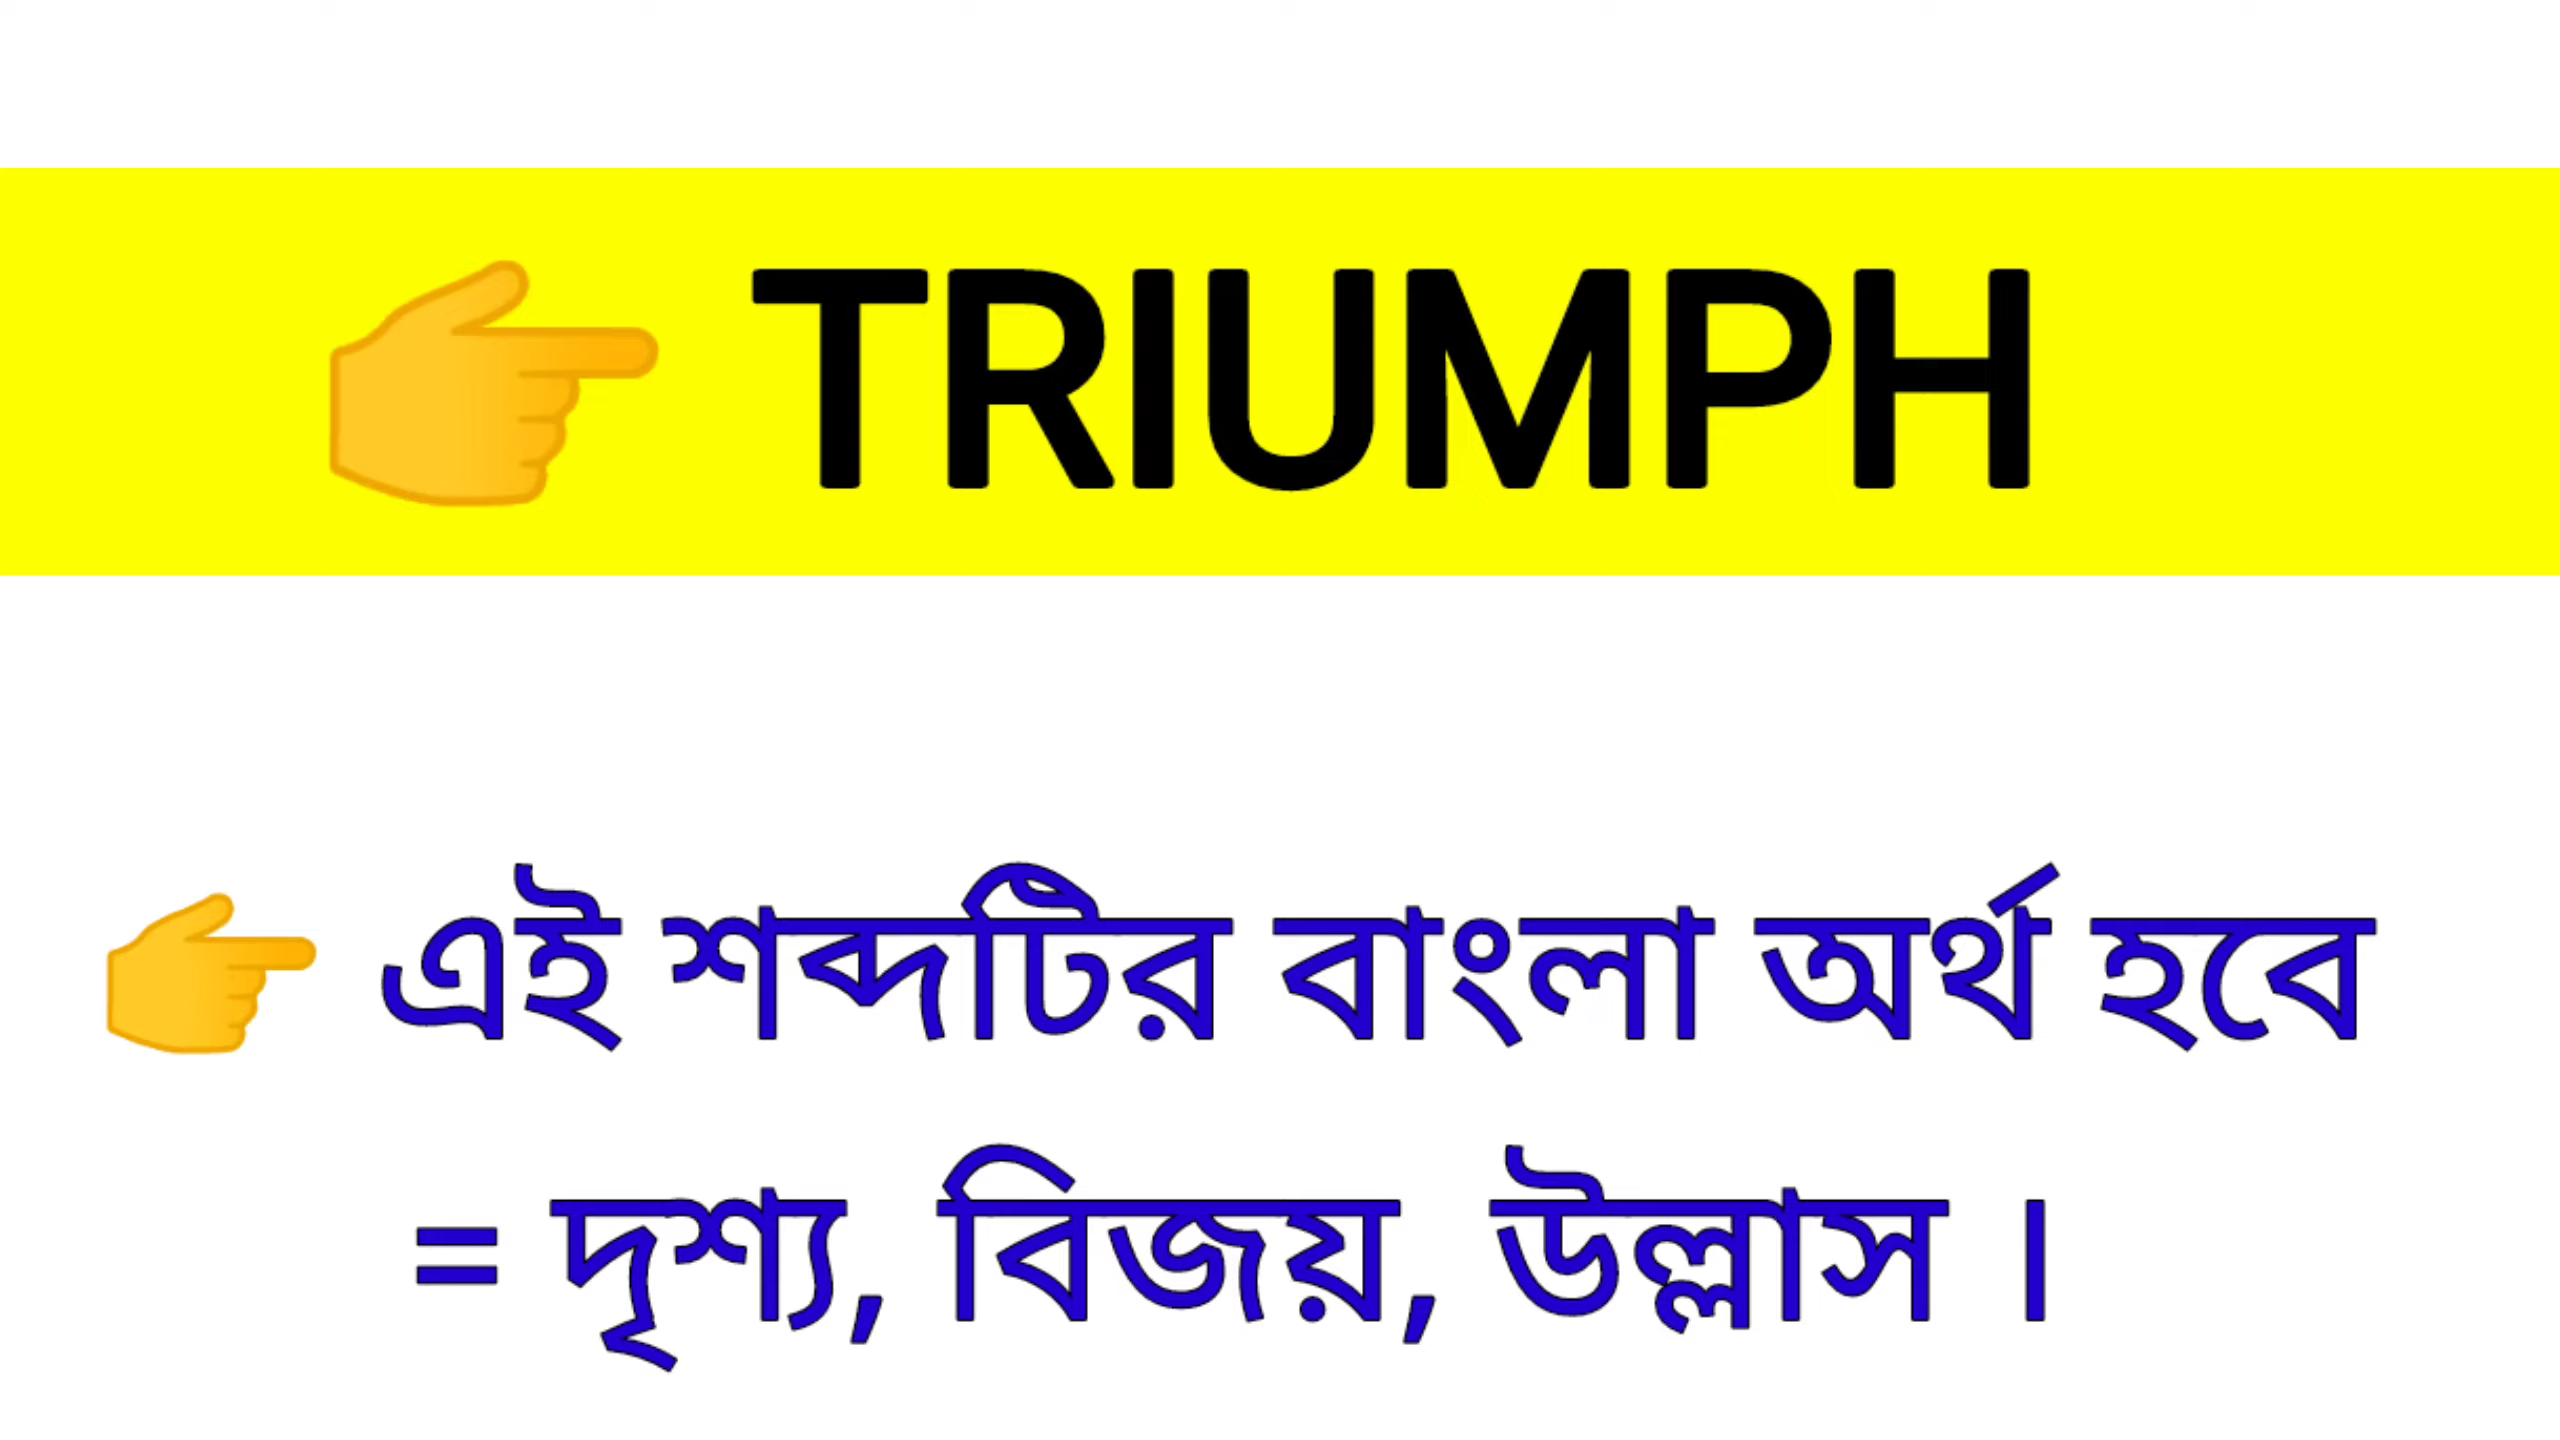 👉 TRIUMPH
👉 এই শব্দটির বাংলা অর্থ হবে
= দৃশ্য, বিজয়, উল্লাস ।